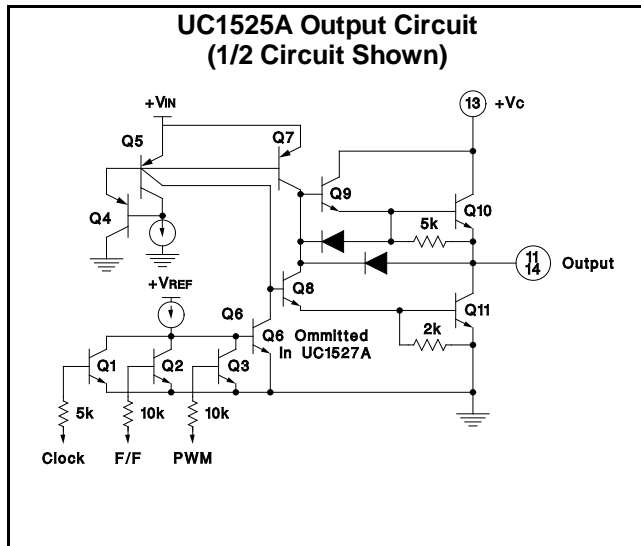 UC1525A Output Circuit
(1/2 Circuit Shown)
+VIN
13
+VC
Q5
Q7
Q9
Q10
Q4
5k
11
14
Output
Q8
+VREF
Q11
Q6
Q6 Ommitted
in UC1527A
2k
Q1
Q2
Q3
5k
10k
10k
Clock
F/F
PWM